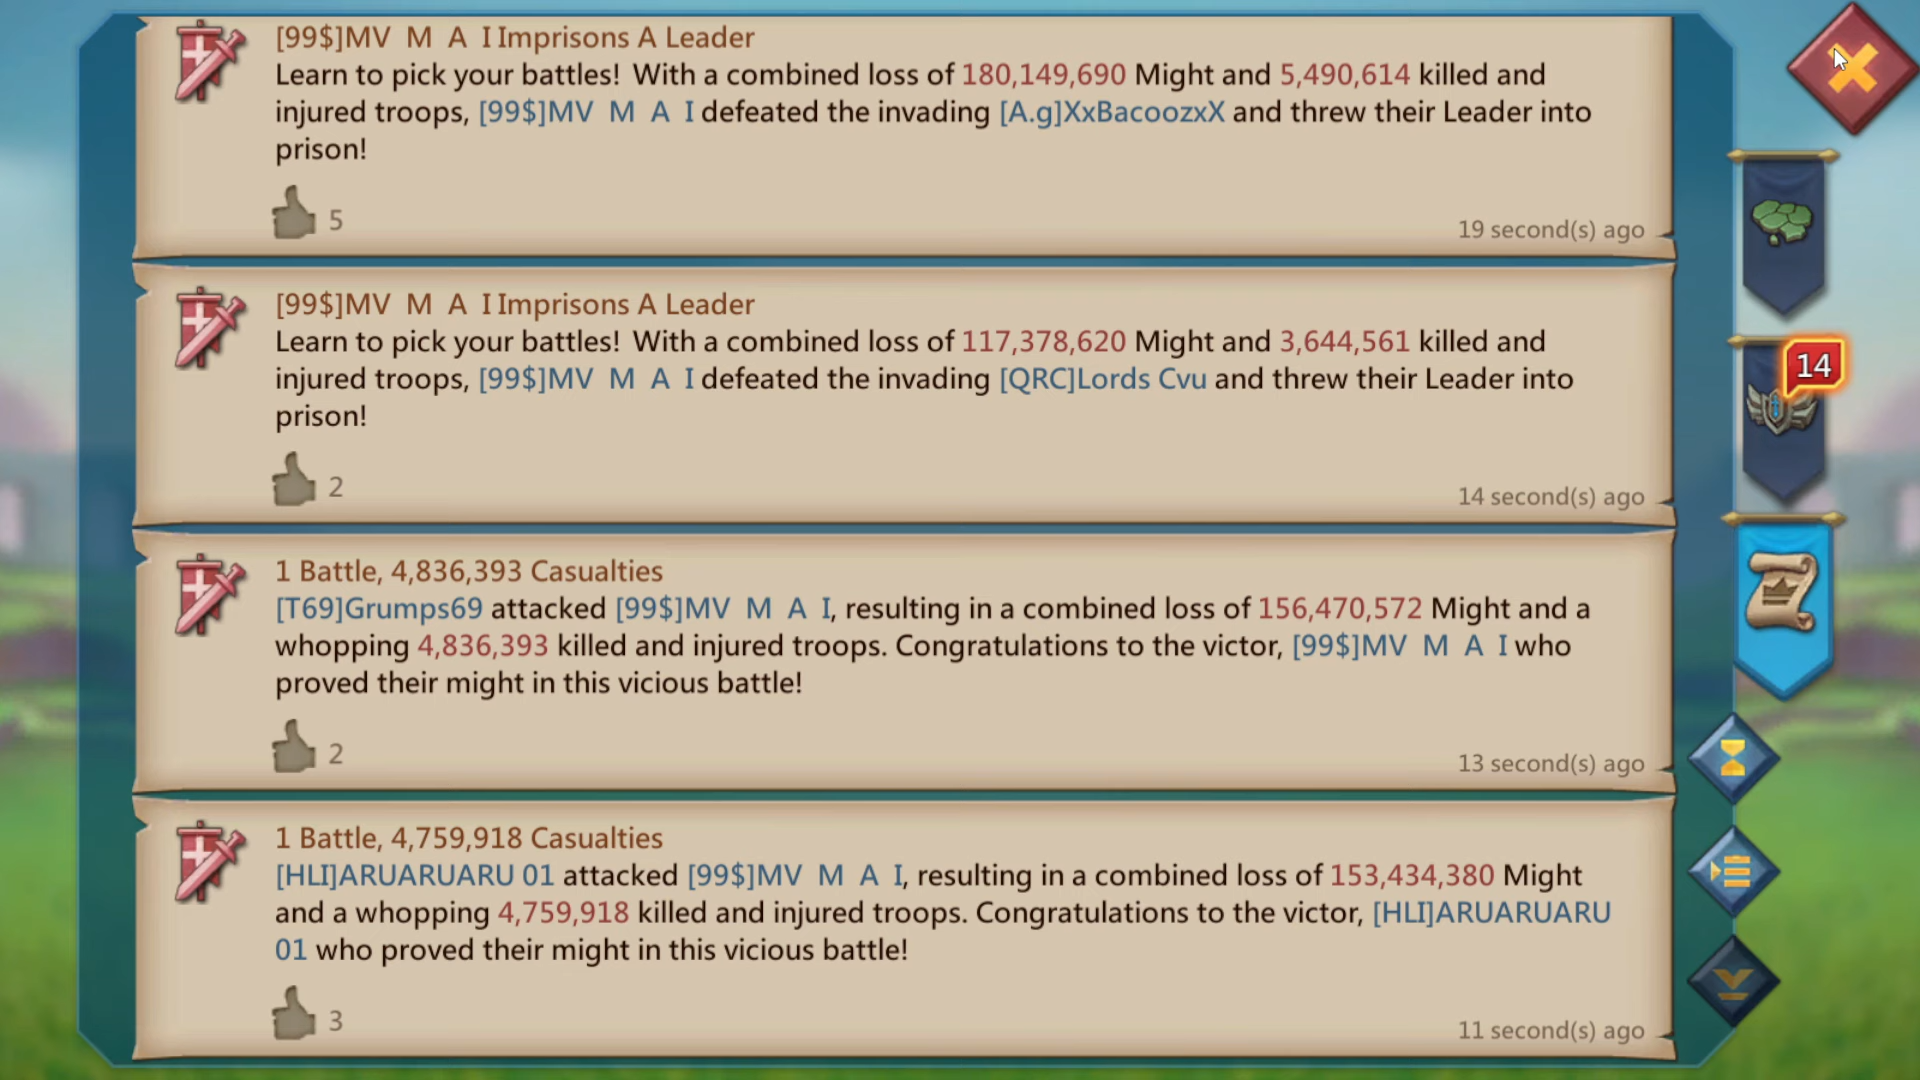 [99$]MV M A I Imprisons A Leader
Learn to pick your battles! With a combined loss of 180,149,690 Might and 5,490,614 killed and
injured troops, [99$]MV M A I defeated the invading [A.g]XxBacoozxX and threw their Leader into
prison!
5
19 second(s) ago
[99$]MV M A I Imprisons A Leader
Learn to pick your battles! With a combined loss of 117,378,620 Might and 3,644,561 killed and
injured troops, [99$]MV M A I defeated the invading [QRC]Lords Cvu and threw their Leader into
prison!
2
14 second(s) ago
1 Battle, 4,836,393 Casualties
[T69]Grumps69 attacked [99$]MV M A I, resulting in a combined loss of 156,470,572 Might and a
whopping 4,836,393 killed and injured troops. Congratulations to the victor, [99$]MV M A I who
proved their might in this vicious battle!
2
13 second(s) ago
1 Battle, 4,759,918 Casualties
[HLI]ARUARUARU 01 attacked [99$]MV M A I, resulting in a combined loss of 153,434,380 Might
and a whopping 4,759,918 killed and injured troops. Congratulations to the victor, [HLI]ARUARUARU
01 who proved their might in this vicious battle!
3
11 second(s) ago
14